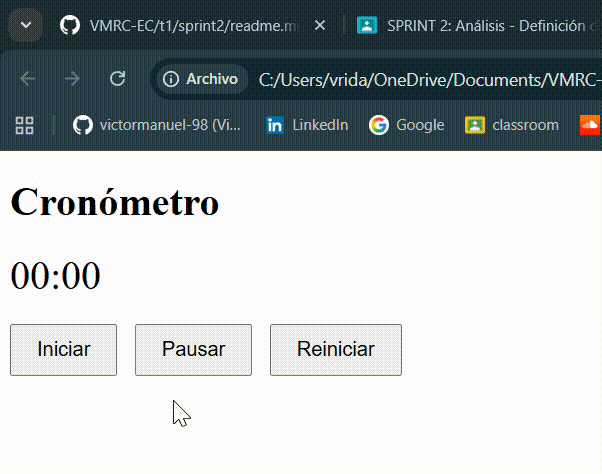 VMRC-EC/t1/sprint2/readme.m
SPRINT 2: Análisis - Definición
Archivo
C:/Users/vrida/OneDrive/Documents/VMRC-
victormanuel-98 (Vi...
LinkedIn
Google
classroom
Cronómetro
00:00
Iniciar
Pausar
Reiniciar